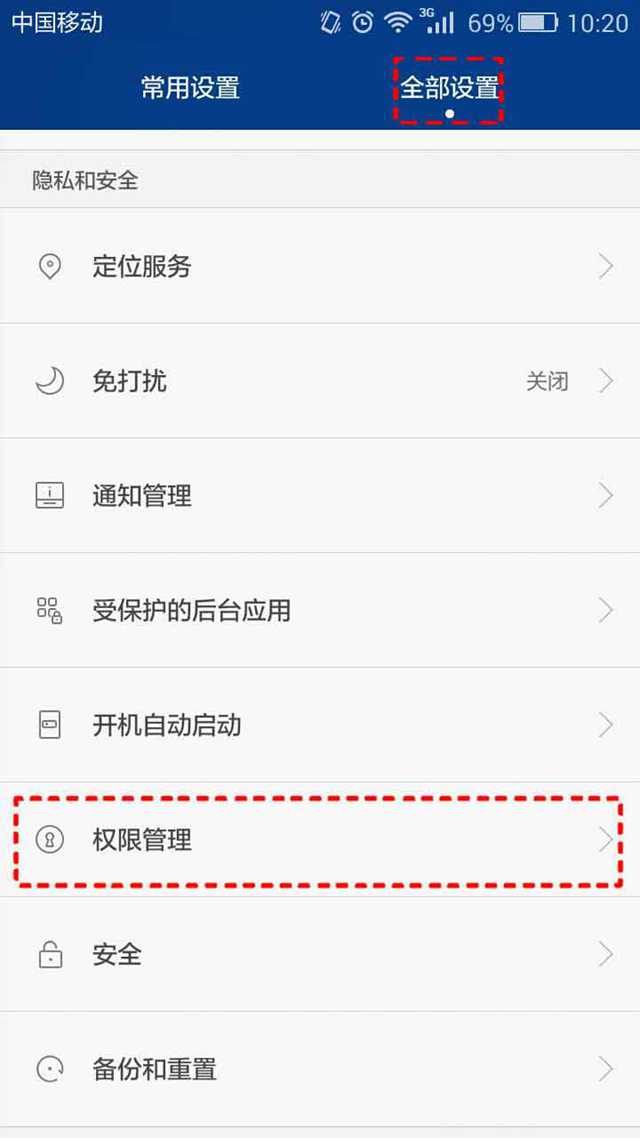 中国移动 3G 69% 10:20
常用设置 全部设置
隐私和安全
定位服务
免打扰 关闭
通知管理
受保护的后台应用
开机自动启动
权限管理
安全
备份和重置